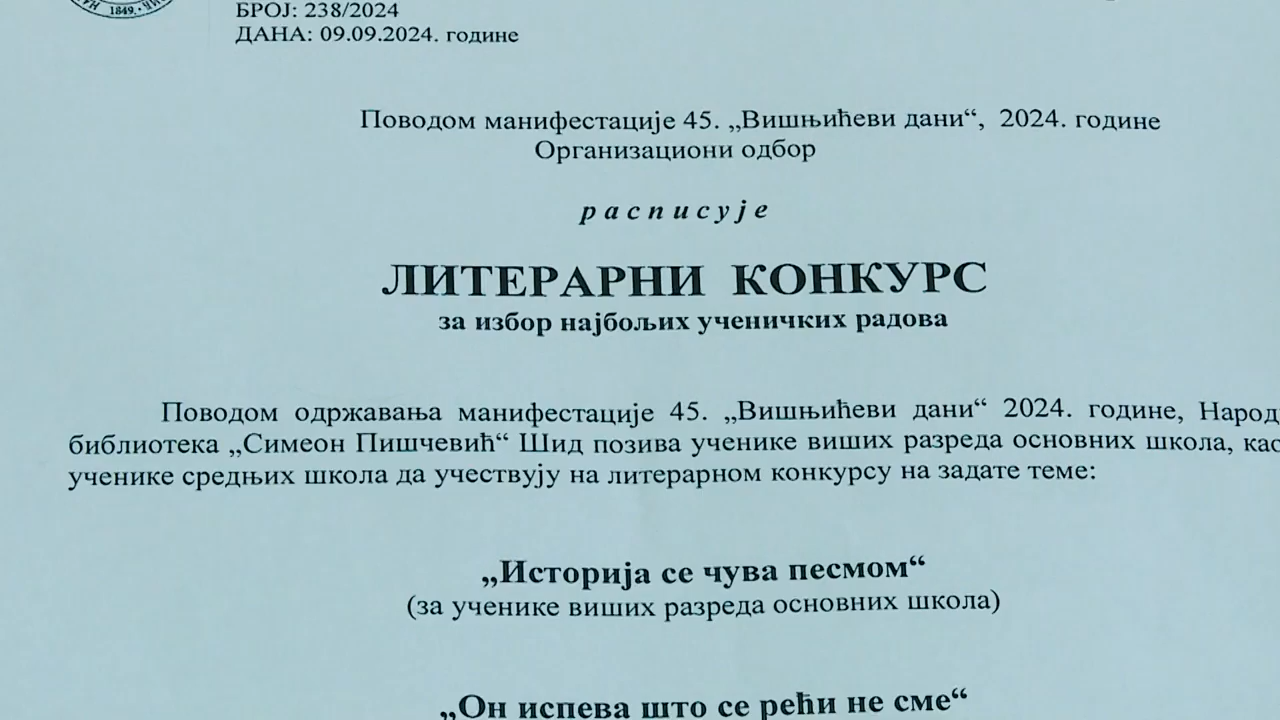 1849.
БРОЈ: 238/2024
ДАНА: 09.09.2024. године
Поводом манифестације 45. „Вишњићеви дани“, 2024. године
Организациони одбор
р а с п и с у ј е
ЛИТЕРАРНИ КОНКУРС
за избор најбољих ученичких радова
Поводом одржавања манифестације 45. „Вишњићеви дани“ 2024. године, Народ
библиотека „Симеон Пишчевић“ Шид позива ученике виших разреда основних школа, као
ученике средњих школа да учествују на литерарном конкурсу на задате теме:
„Историја се чува песмом“
(за ученике виших разреда основних школа)
„Он испева што се рећи не сме“